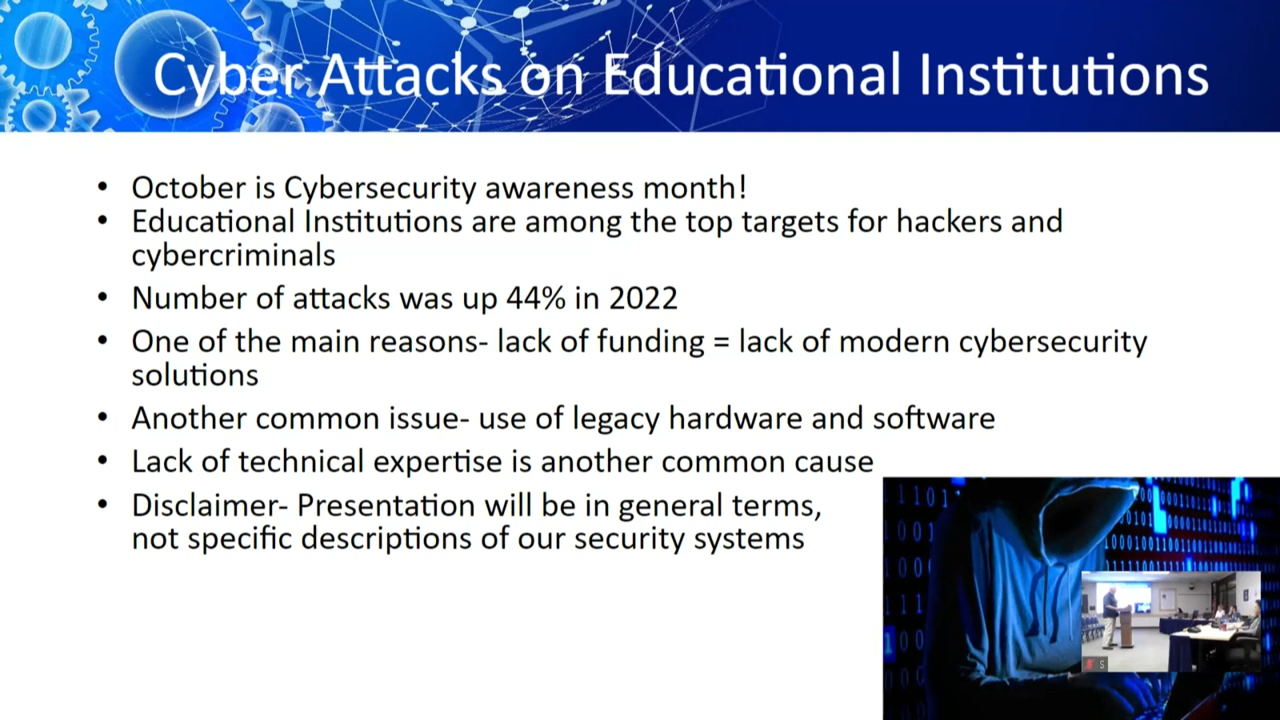 Cyber Attacks on Educational Institutions
• October is Cybersecurity awareness month!
• Educational Institutions are among the top targets for hackers and
cybercriminals
• Number of attacks was up 44% in 2022
• One of the main reasons- lack of funding = lack of modern cybersecurity
solutions
• Another common issue- use of legacy hardware and software
• Lack of technical expertise is another common cause
• Disclaimer- Presentation will be in general terms,
not specific descriptions of our security systems
S